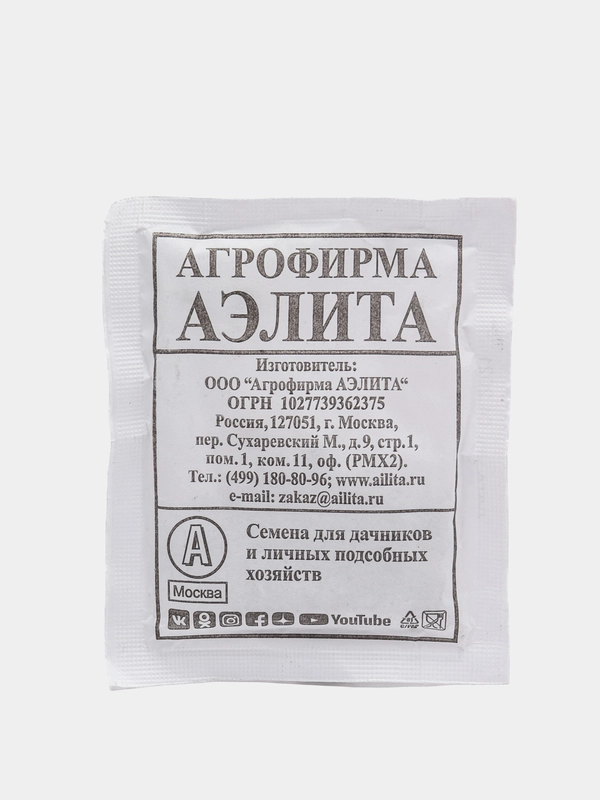 АГРОФИРМА
АЭЛИТА
Изготовитель:
ООО “Агрофирма АЭЛИТА“
ОГРН 1027739362375
Россия, 127051, г. Москва,
пер. Сухаревский М., д. 9, стр. 1,
пом. 1, ком. 11, оф. (РМХ2).
Тел.: (499) 180-80-96; www.ailita.ru
e-mail: zakaz@ailita.ru
А
Москва
Семена для дачников
и личных подсобных
хозяйств
YouTube